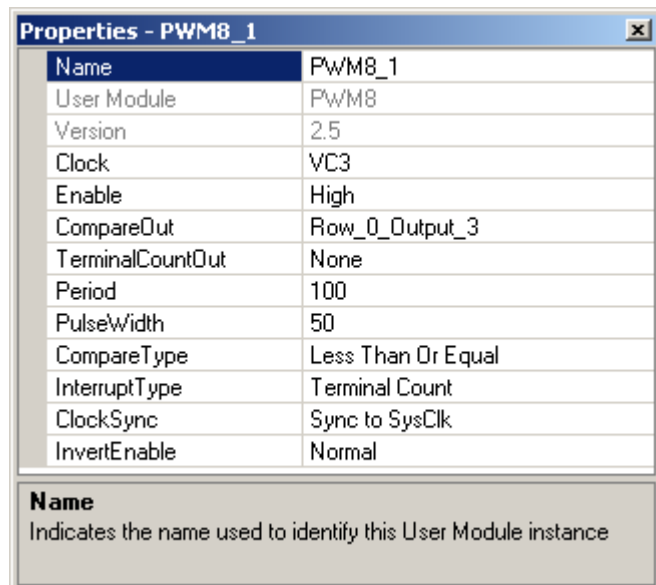 Properties - PWM8_1
Name PWM8_1
User Module PWM8
Version 2.5
Clock VC3
Enable High
CompareOut Row_0_Output_3
TerminalCountOut None
Period 100
PulseWidth 50
CompareType Less Than Or Equal
InterruptType Terminal Count
ClockSync Sync to SysClk
InvertEnable Normal
Name
Indicates the name used to identify this User Module instance